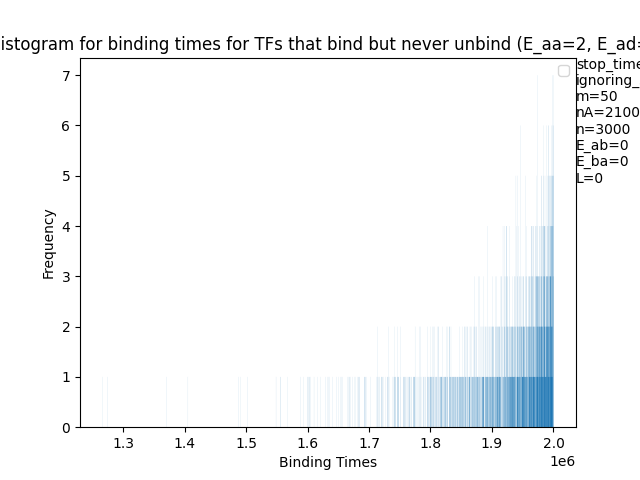 istogram for binding times for TFs that bind but never unbind (E_aa=2, E_ad=
stop_time
ignoring_
m=50
nA=2100
n=3000
E_ab=0
E_ba=0
L=0
7
6
5
4
3
2
1
0
Frequency
1.3 1.4 1.5 1.6 1.7 1.8 1.9 2.0
1e6
Binding Times